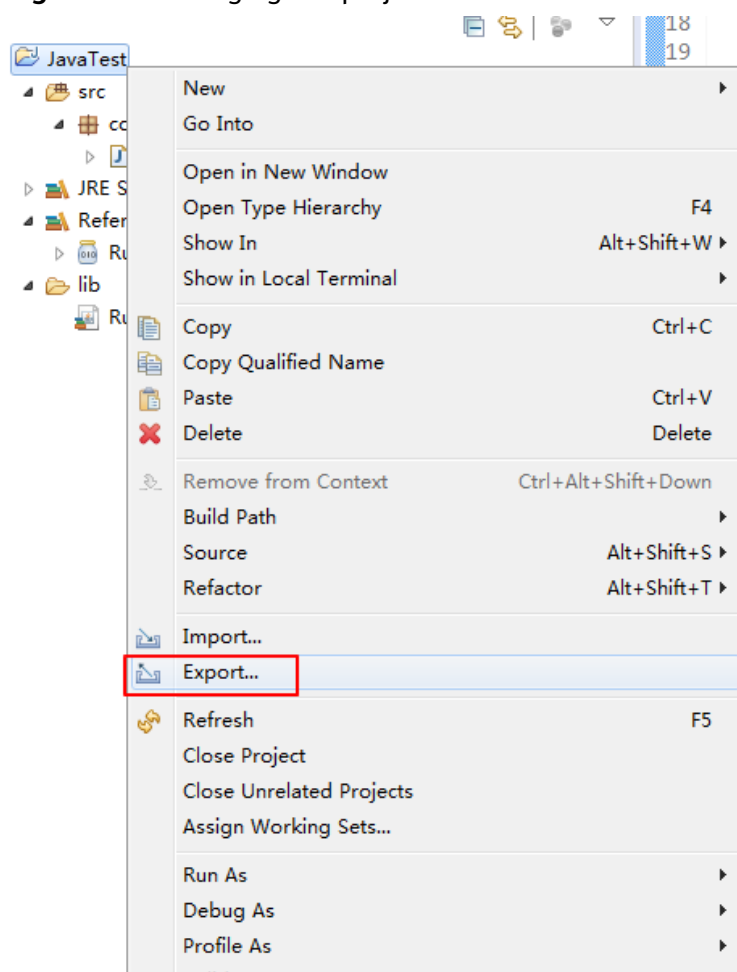 18
19
JavaTest
src
JRE S
Refer
lib
New
Go Into
Open in New Window
Open Type Hierarchy F4
Show In Alt+Shift+W
Show in Local Terminal
Copy Ctrl+C
Copy Qualified Name
Paste Ctrl+V
Delete Delete
Remove from Context Ctrl+Alt+Shift+Down
Build Path
Source Alt+Shift+S
Refactor Alt+Shift+T
Import...
Export...
Refresh F5
Close Project
Close Unrelated Projects
Assign Working Sets...
Run As
Debug As
Profile As